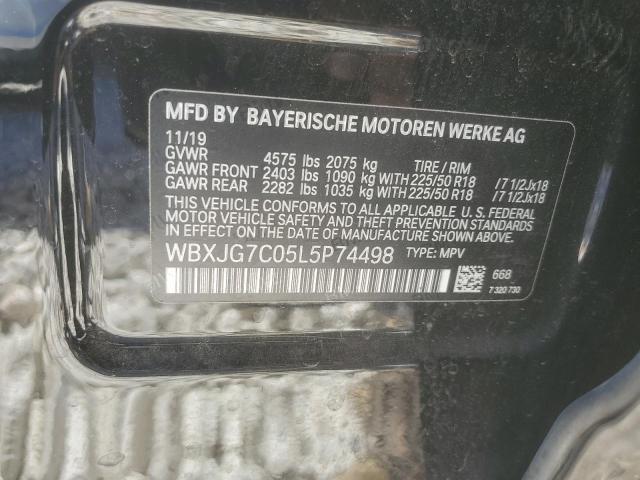 MFD BY BAYERISCHE MOTOREN WERKE AG
11/19
GVWR 4575 lbs 2075 kg TIRE / RIM
GAWR FRONT 2403 lbs 1090 kg WITH 225/50 R18 /7 1/2Jx18
GAWR REAR 2282 lbs 1035 kg WITH 225/50 R18 /7 1/2Jx18
THIS VEHICLE CONFORMS TO ALL APPLICABLE U. S. FEDERAL
MOTOR VEHICLE SAFETY AND THEFT PREVENTION STANDARDS
IN EFFECT ON THE DATE OF MANUFACTURE SHOWN ABOVE.
WBXJG7C05L5P74498 TYPE: MPV
668
7 320 730